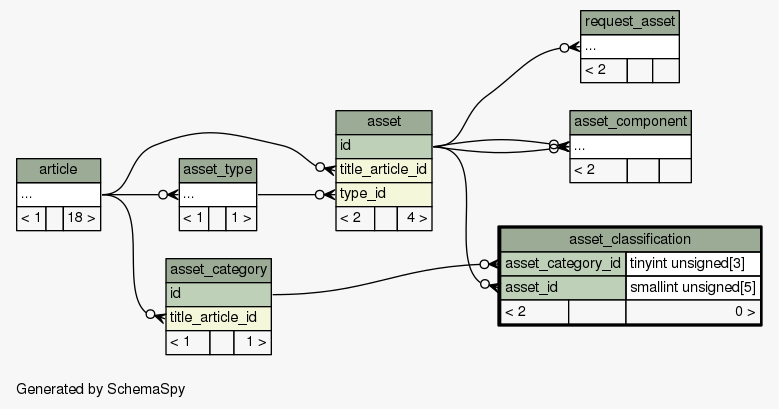 request_asset
...
< 2
asset
id
title_article_id
type_id
< 2 4 >
asset_component
...
< 2
article
...
< 1 18 >
asset_type
...
< 1 1 >
asset_classification
asset_category_id tinyint unsigned[3]
asset_id smallint unsigned[5]
< 2 0 >
asset_category
id
title_article_id
< 1 1 >
Generated by SchemaSpy